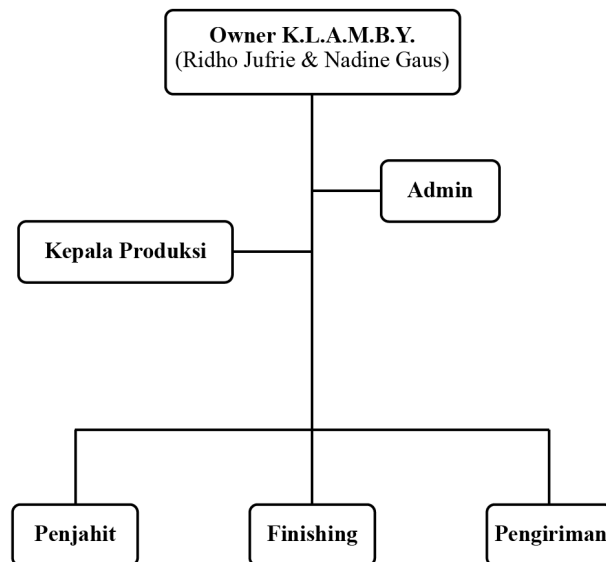 Owner K.L.A.M.B.Y.
(Ridho Jufrie & Nadine Gaus)
Admin
Kepala Produksi
Penjahit
Finishing
Pengiriman